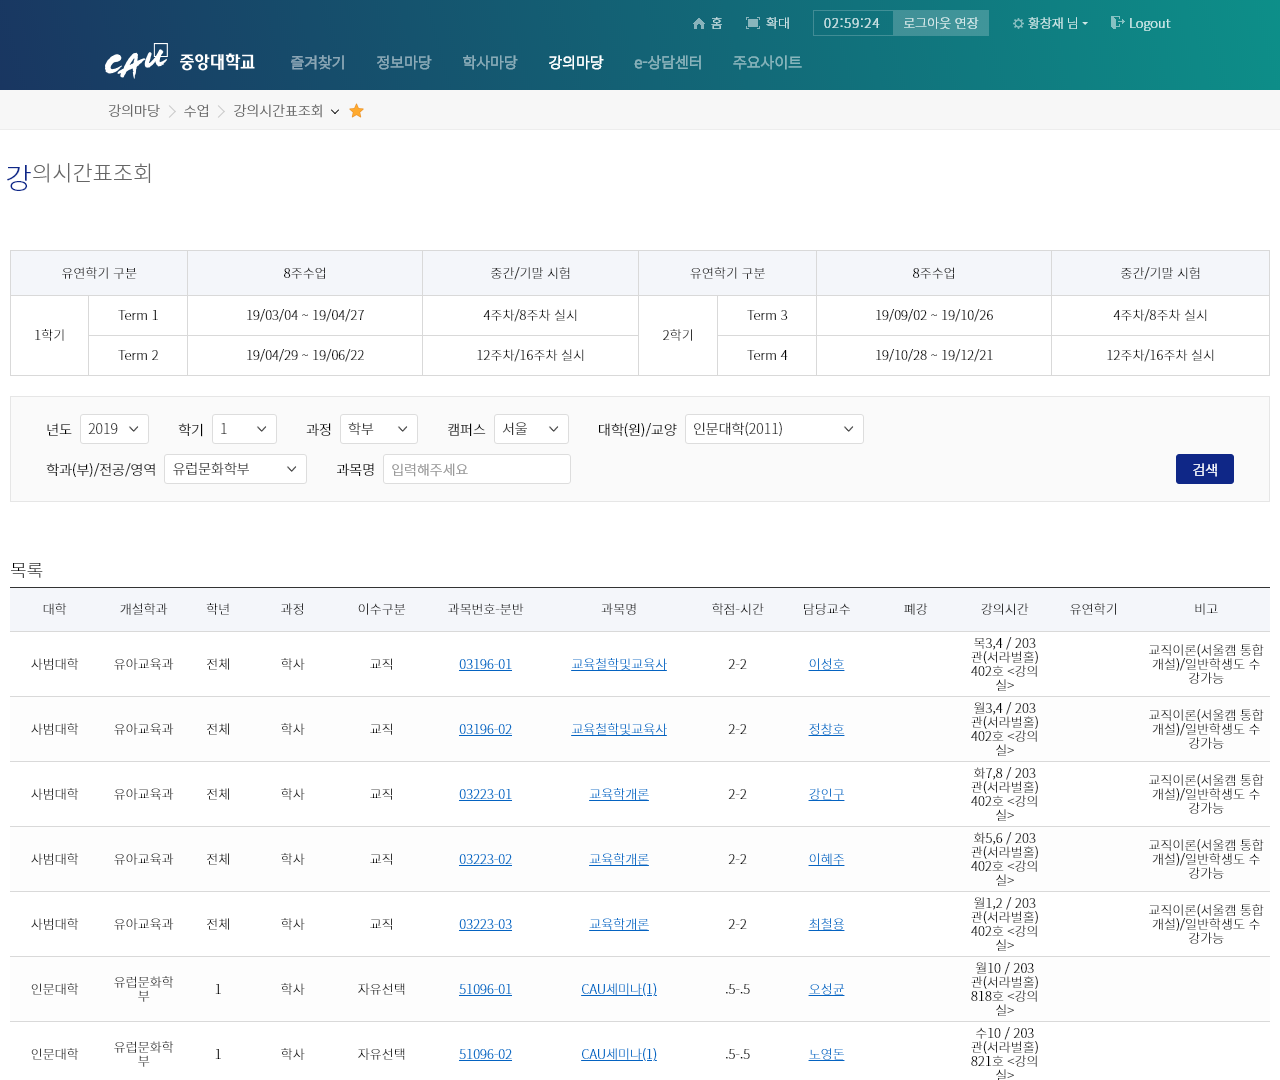 홈 확대 02:59:24 로그아웃 연장 황창재 님 Logout
CAU 중앙대학교 즐겨찾기 정보마당 학사마당 강의마당 e-상담센터 주요사이트
강의마당 수업 강의시간표조회
강의시간표조회
유연학기 구분 8주수업 중간/기말 시험 유연학기 구분 8주수업 중간/기말 시험
1학기 Term 1 19/03/04 ~ 19/04/27 4주차/8주차 실시 2학기 Term 3 19/09/02 ~ 19/10/26 4주차/8주차 실시
Term 2 19/04/29 ~ 19/06/22 12주차/16주차 실시 Term 4 19/10/28 ~ 19/12/21 12주차/16주차 실시
년도 2019 학기 1 과정 학부 캠퍼스 서울 대학(원)/교양 인문대학(2011)
학과(부)/전공/영역 유럽문화학부 과목명 입력해주세요 검색
목록
대학 개설학과 학년 과정 이수구분 과목번호-분반 과목명 학점-시간 담당교수 폐강 강의시간 유연학기 비고
사범대학 유아교육과 전체 학사 교직 03196-01 교육철학및교육사 2-2 이성호
목3,4 / 203
관(서라벌홀)
402호 <강의
실>
교직이론(서울캠 통합
개설)/일반학생도 수
강가능
사범대학 유아교육과 전체 학사 교직 03196-02 교육철학및교육사 2-2 정창호
월3,4 / 203
관(서라벌홀)
402호 <강의
실>
교직이론(서울캠 통합
개설)/일반학생도 수
강가능
사범대학 유아교육과 전체 학사 교직 03223-01 교육학개론 2-2 강인구
화7,8 / 203
관(서라벌홀)
402호 <강의
실>
교직이론(서울캠 통합
개설)/일반학생도 수
강가능
사범대학 유아교육과 전체 학사 교직 03223-02 교육학개론 2-2 이혜주
화5,6 / 203
관(서라벌홀)
402호 <강의
실>
교직이론(서울캠 통합
개설)/일반학생도 수
강가능
사범대학 유아교육과 전체 학사 교직 03223-03 교육학개론 2-2 최철용
월1,2 / 203
관(서라벌홀)
402호 <강의
실>
교직이론(서울캠 통합
개설)/일반학생도 수
강가능
인문대학
유럽문화학
부
1 학사 자유선택 51096-01 CAU세미나(1) .5-.5 오성균
월10 / 203
관(서라벌홀)
818호 <강의
실>
인문대학
유럽문화학
부
1 학사 자유선택 51096-02 CAU세미나(1) .5-.5 노영돈
수10 / 203
관(서라벌홀)
821호 <강의
실>